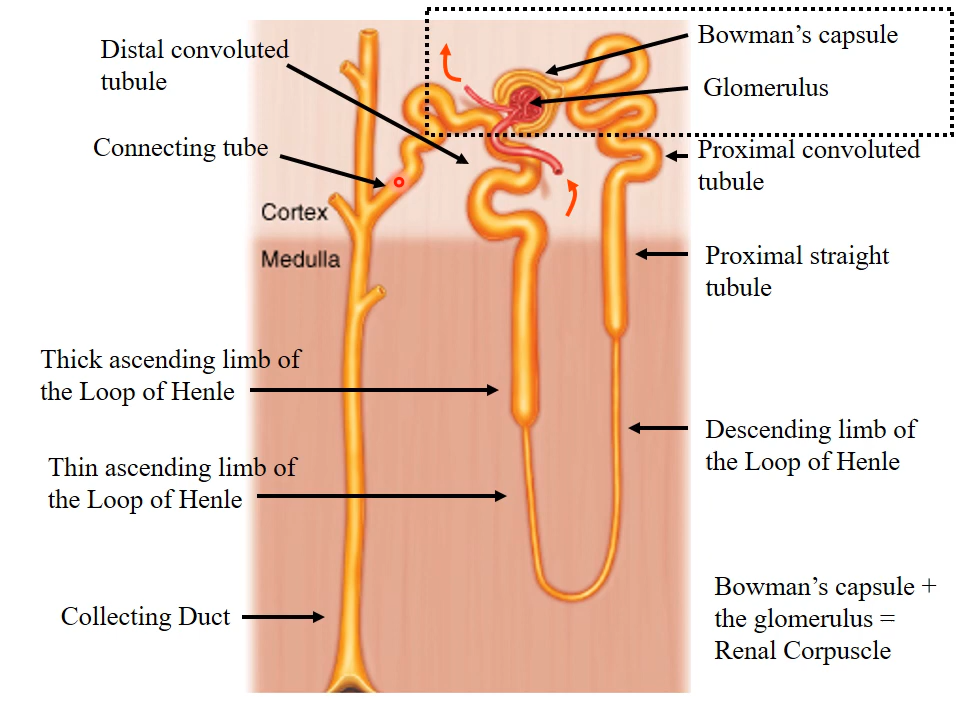 Distal convoluted
tubule
Bowman’s capsule
Glomerulus
Connecting tube
Proximal convoluted
tubule
Cortex
Medulla
Proximal straight
tubule
Thick ascending limb of
the Loop of Henle
Descending limb of
the Loop of Henle
Thin ascending limb of
the Loop of Henle
Collecting Duct
Bowman’s capsule +
the glomerulus =
Renal Corpuscle